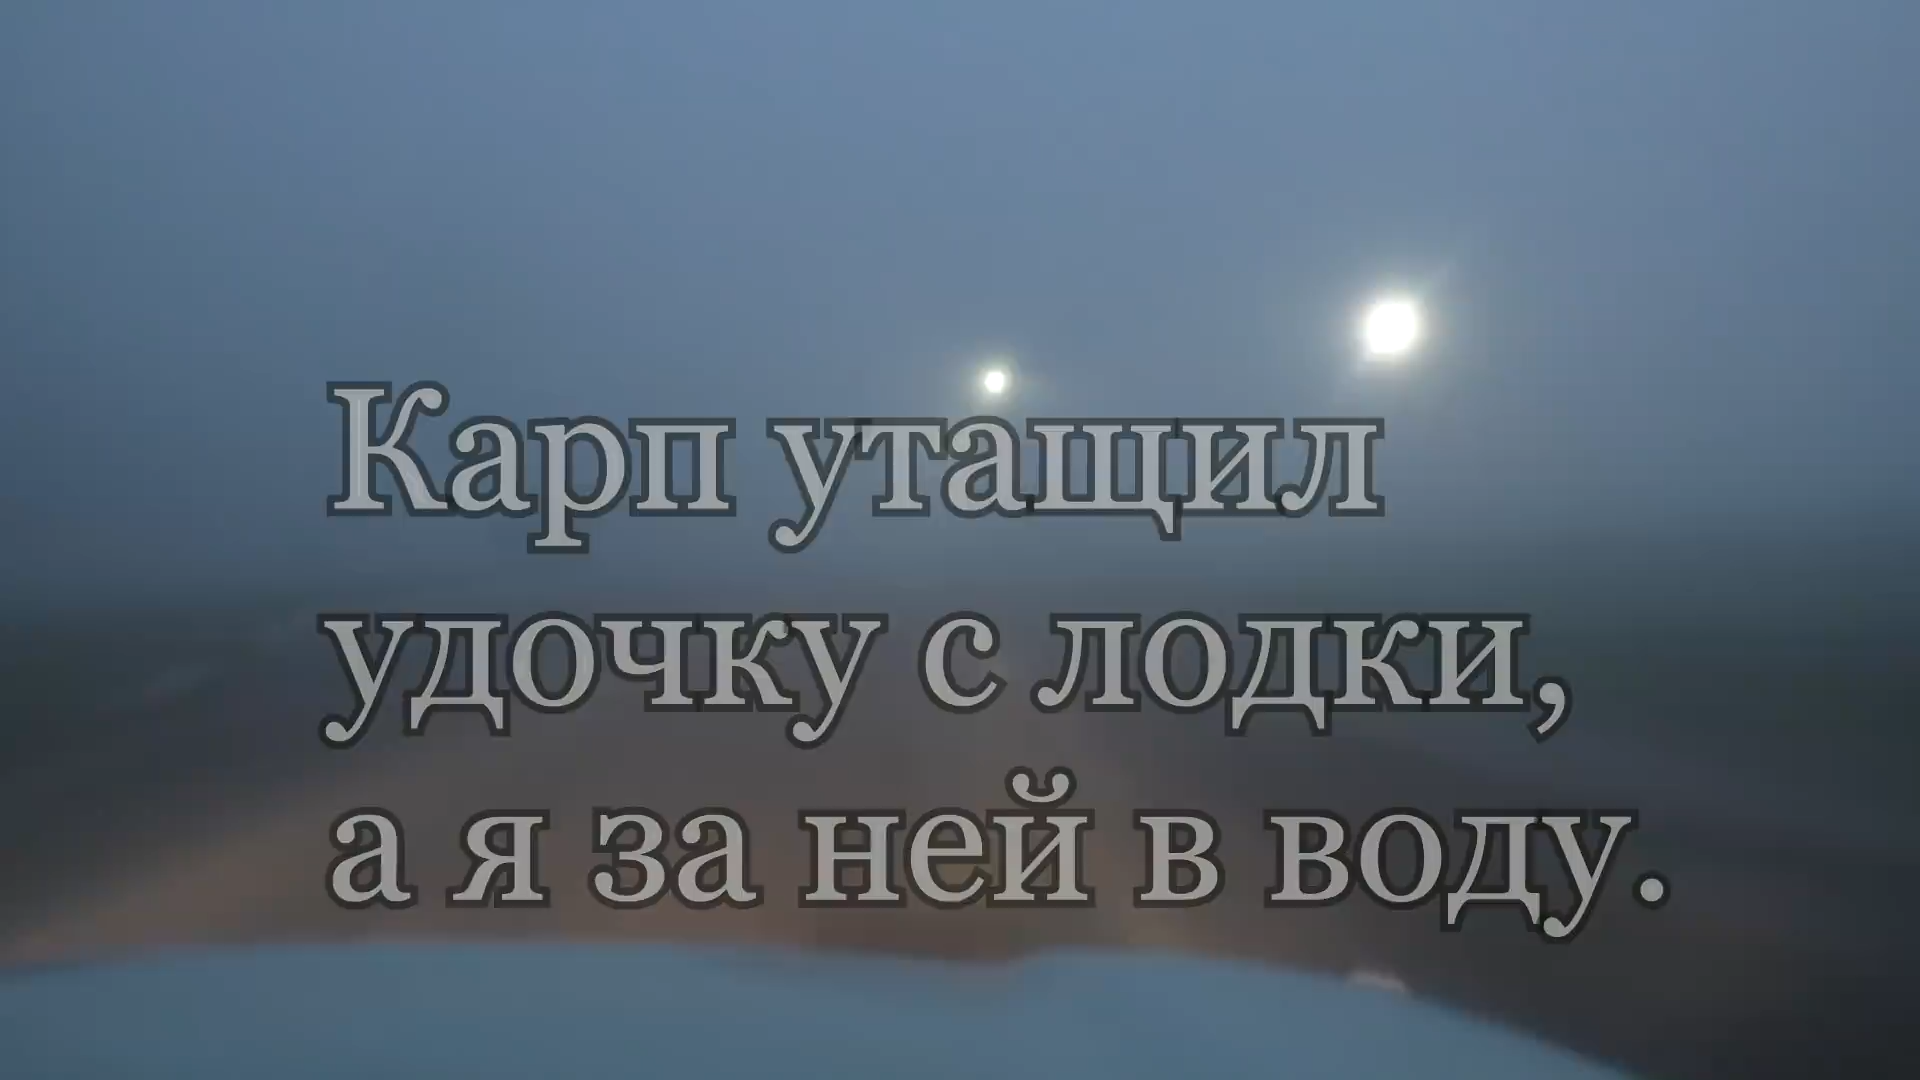 Карп утащил
удочку с лодки,
а я за ней в воду.